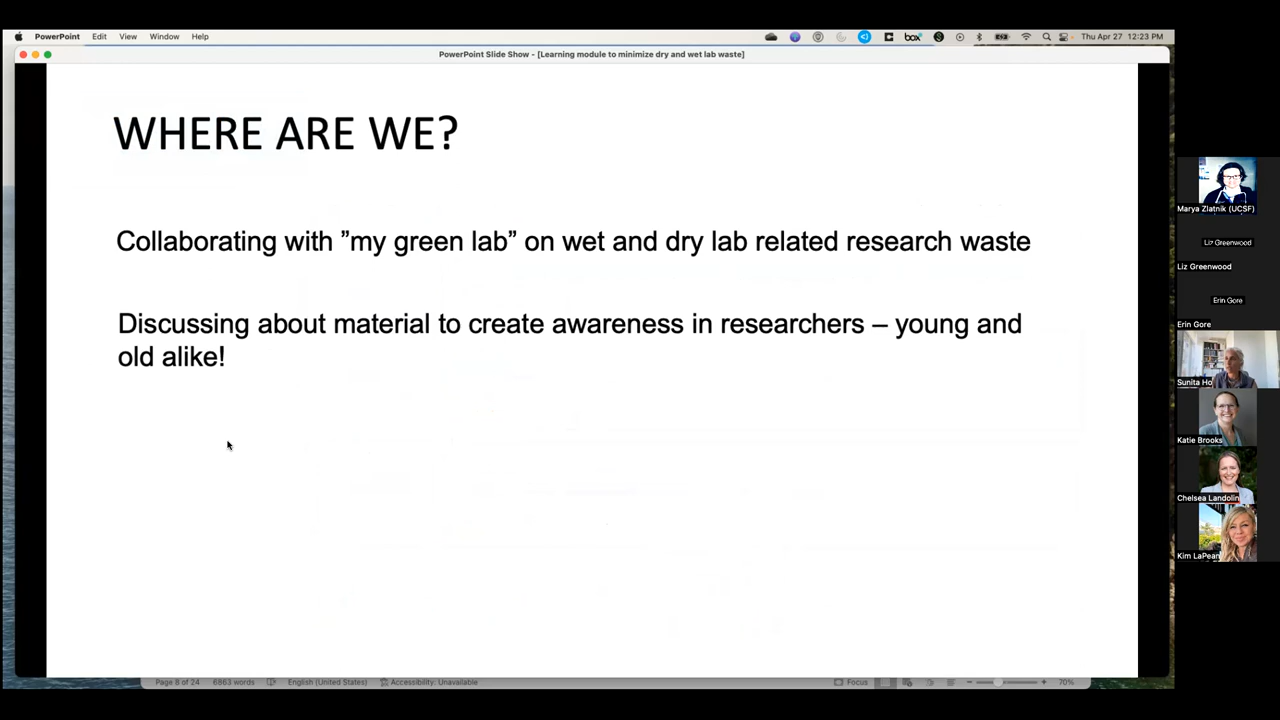 PowerPoint Edit View Window Help box Thu Apr 27 12:23 PM
PowerPoint Slide Show - [Learning module to minimize dry and wet lab waste]
WHERE ARE WE?
Collaborating with ”my green lab” on wet and dry lab related research waste
Discussing about material to create awareness in researchers – young and
old alike!
Page 8 of 24 6863 words English (United States) Accessibility: Unavailable Focus 70%
Marya Zlatnik (UCSF)
Liz Greenwood
Liz Greenwood
Erin Gore
Erin Gore
Sunita Ho
Katie Brooks
Chelsea Landolin
Kim LaPean